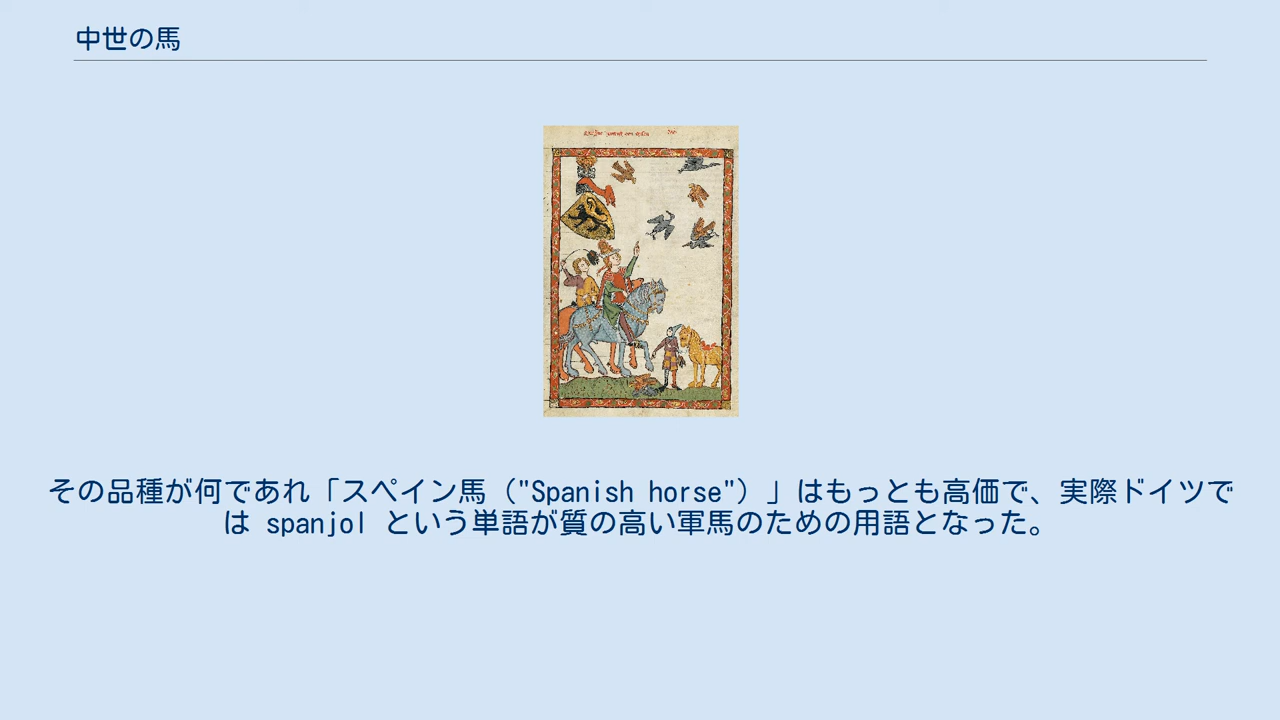 中世の馬
その品種が何であれ「スペイン馬（"Spanish horse"）」はもっとも高価で、実際ドイツで
は spanjol という単語が質の高い軍馬のための用語となった。